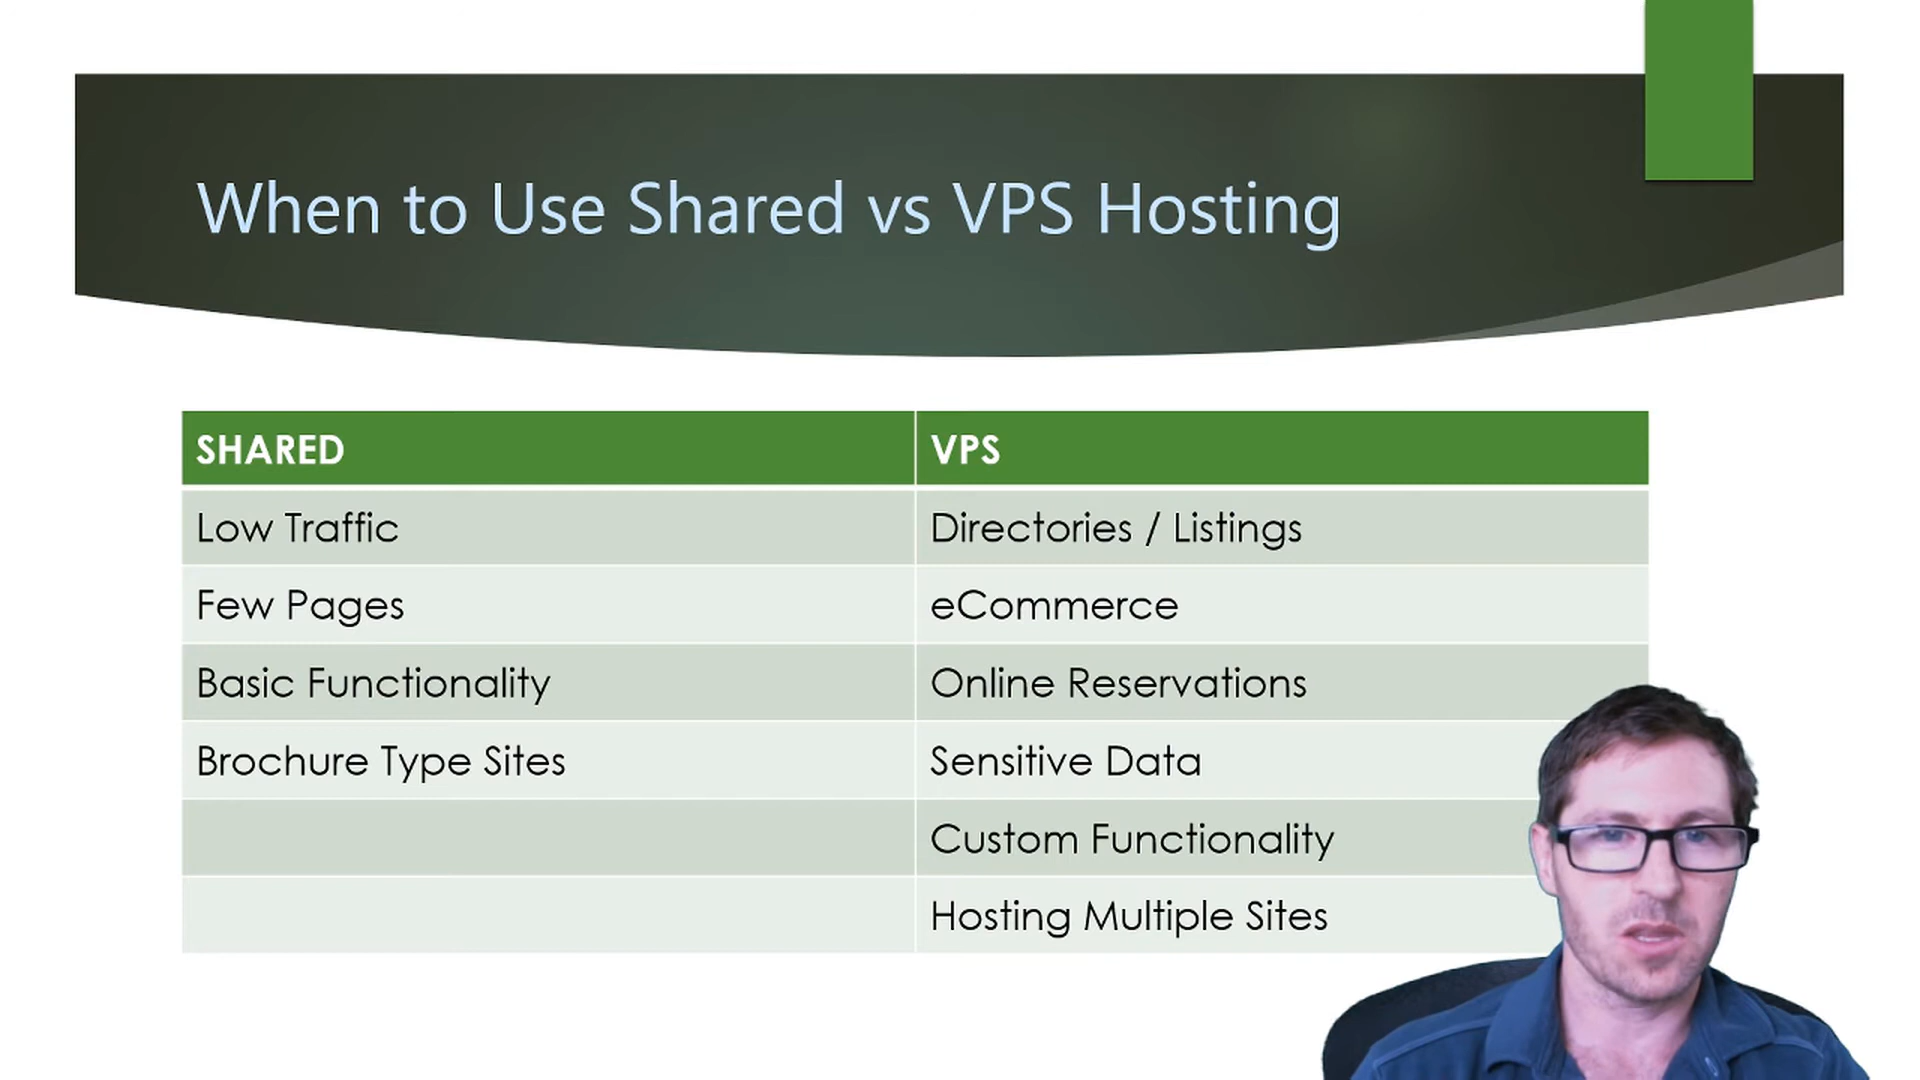 When to Use Shared vs VPS Hosting
SHARED
VPS
Low Traffic
Directories / Listings
Few Pages
eCommerce
Basic Functionality
Online Reservations
Brochure Type Sites
Sensitive Data
Custom Functionality
Hosting Multiple Sites